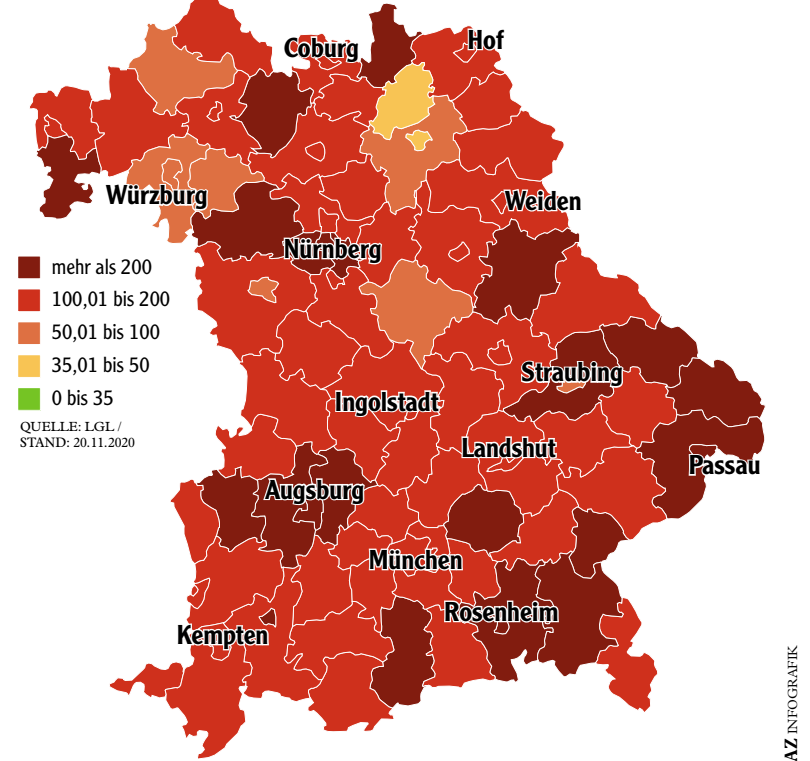 Coburg
Hof
Würzburg
Weiden
Nürnberg
mehr als 200
100,01 bis 200
50,01 bis 100
35,01 bis 50
0 bis 35
QUELLE: LGL /
STAND: 20.11.2020
Straubing
Ingolstadt
Landshut
Passau
Augsburg
München
Rosenheim
Kempten
AZ INFOGRAFIK